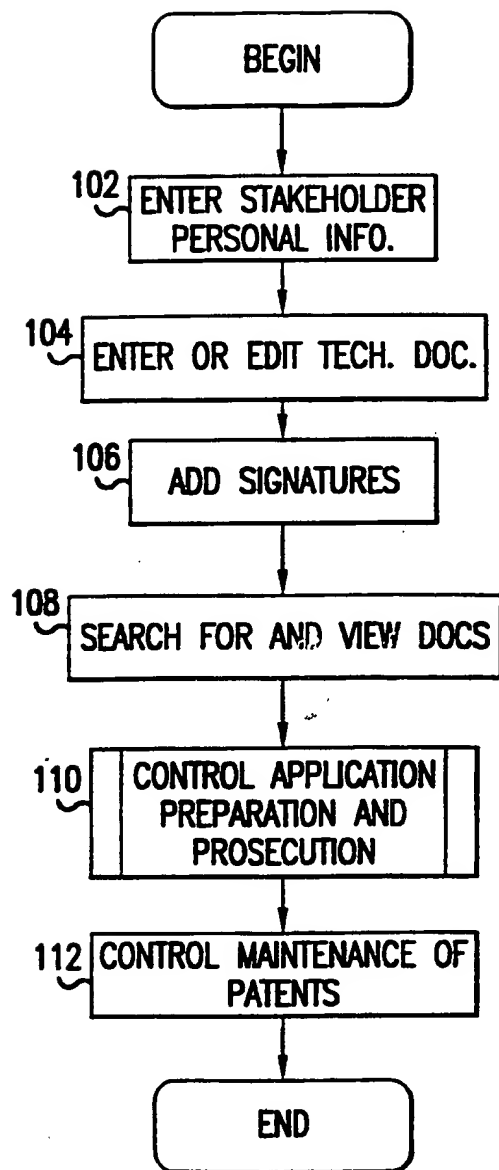 BEGIN
102
ENTER STAKEHOLDER
PERSONAL INFO.
104
ENTER OR EDIT TECH. DOC.
106
ADD SIGNATURES
108
SEARCH FOR AND VIEW DOCS
110
CONTROL APPLICATION
PREPARATION AND
PROSECUTION
112
CONTROL MAINTENANCE OF
PATENTS
END